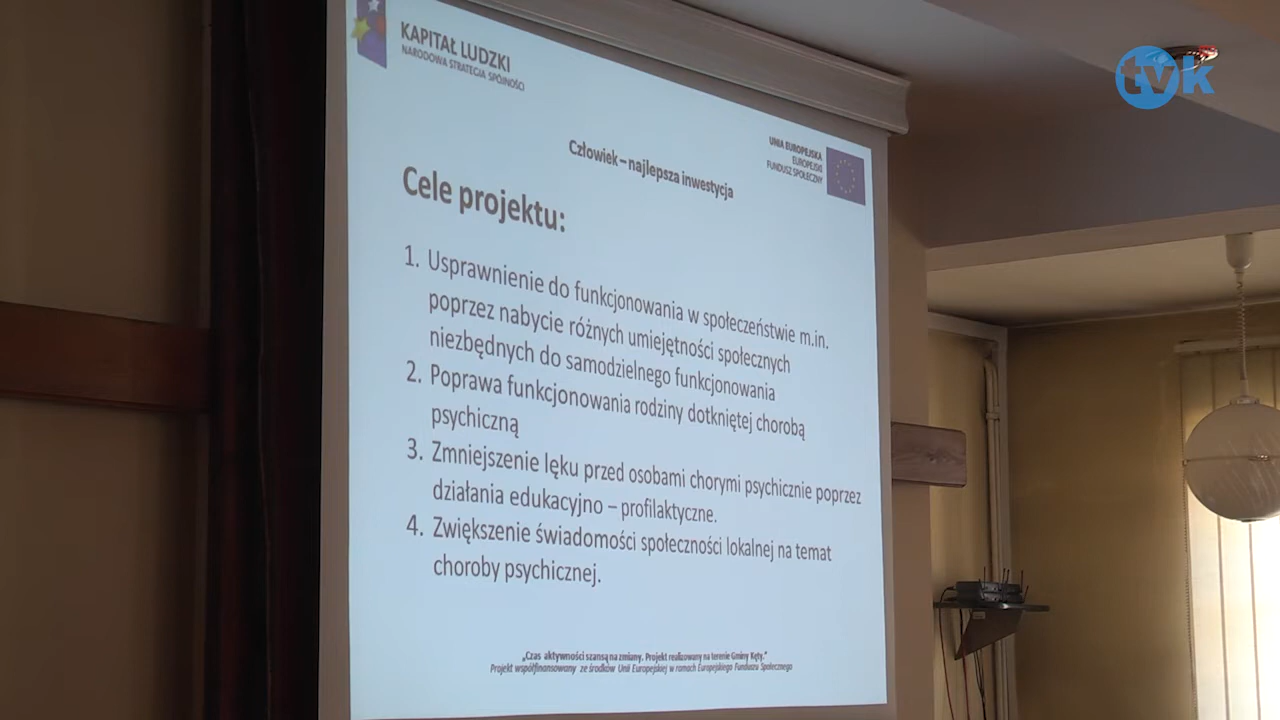 KAPITAŁ LUDZKI
NARODOWA STRATEGIA SPÓJNOŚCI
tvk
UNIA EUROPEJSKA
EUROPEJSKI
FUNDUSZ SPOŁECZNY
Człowiek – najlepsza inwestycja
Cele projektu:
1. Usprawnienie do funkcjonowania w społeczeństwie m.in.
poprzez nabycie różnych umiejętności społecznych
niezbędnych do samodzielnego funkcjonowania
2. Poprawa funkcjonowania rodziny dotkniętej chorobą
psychiczną
3. Zmniejszenie lęku przed osobami chorymi psychicznie poprzez
działania edukacyjno – profilaktyczne.
4. Zwiększenie świadomości społeczności lokalnej na temat
choroby psychicznej.
„Czas aktywności szansą na zmiany. Projekt realizowany na terenie Gminy Kęty."
Projekt współfinansowany ze środków Unii Europejskiej w ramach Europejskiego Funduszu Społecznego